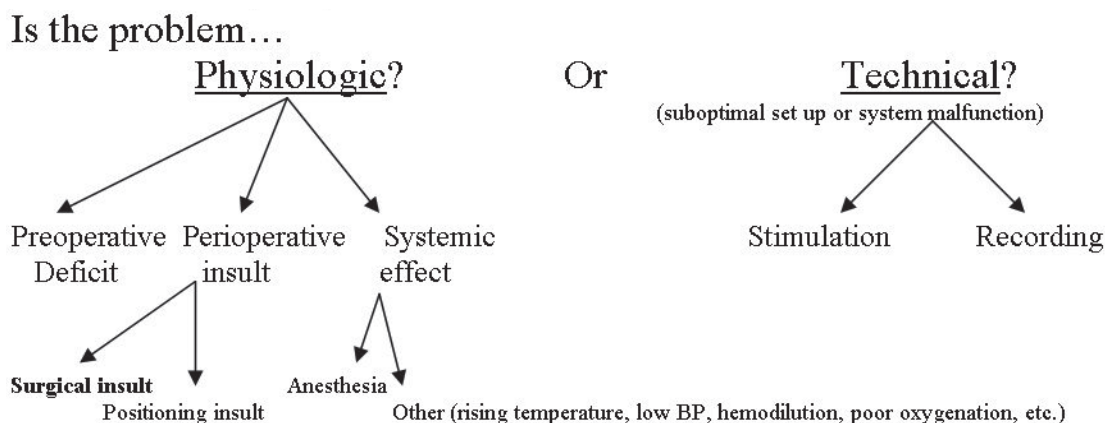 Is the problem…
Physiologic? Or Technical?
(suboptimal set up or system malfunction)
Preoperative Perioperative Systemic Stimulation Recording
Deficit insult effect
Surgical insult Anesthesia
Positioning insult Other (rising temperature, low BP, hemodilution, poor oxygenation, etc.)